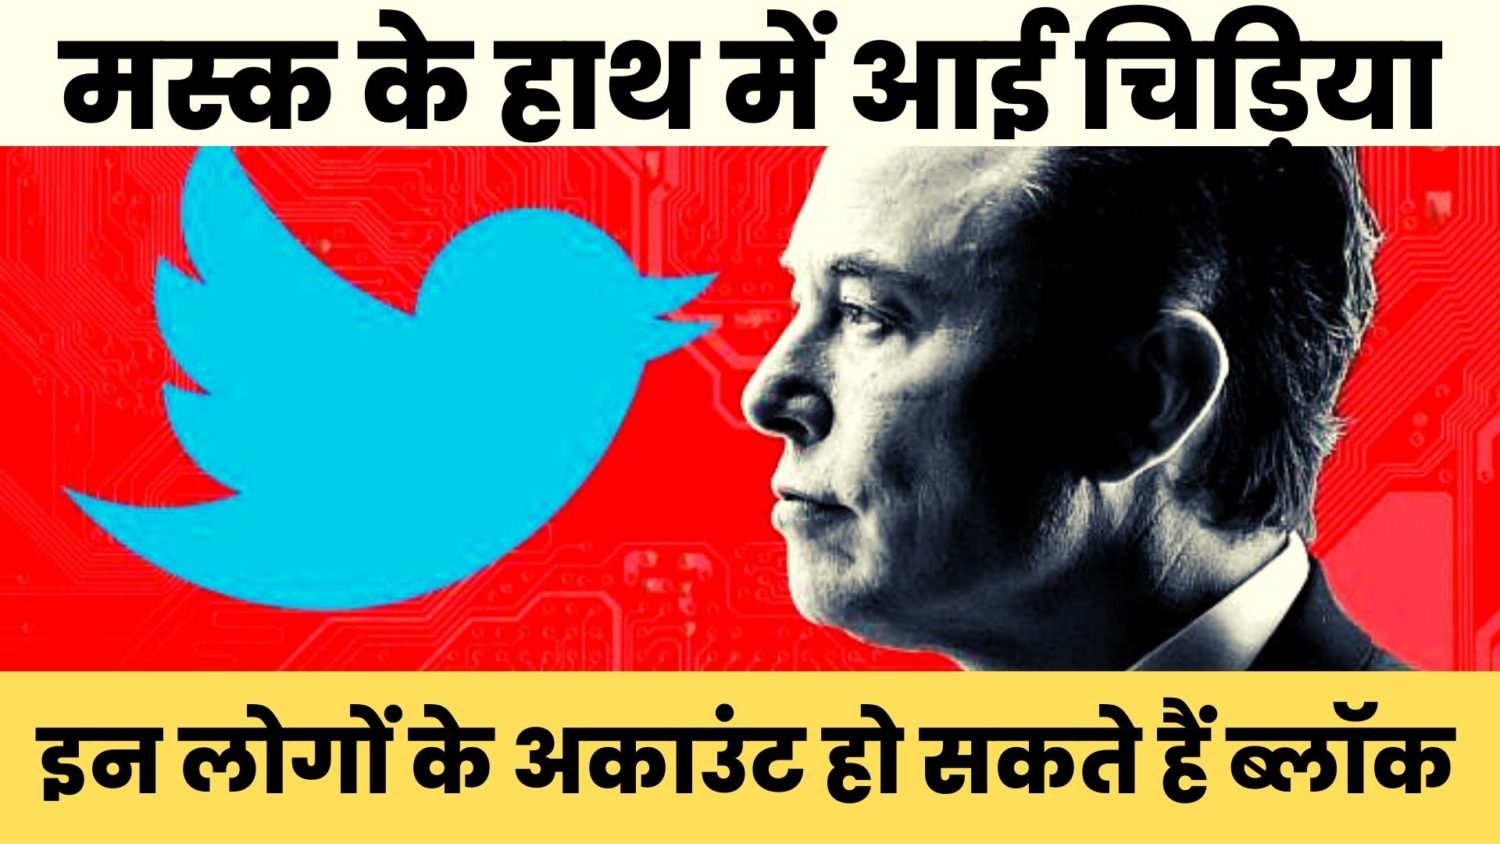 मस्क के हाथ में आई चिड़िया
इन लोगों के अकाउंट हो सकते हैं ब्लॉक